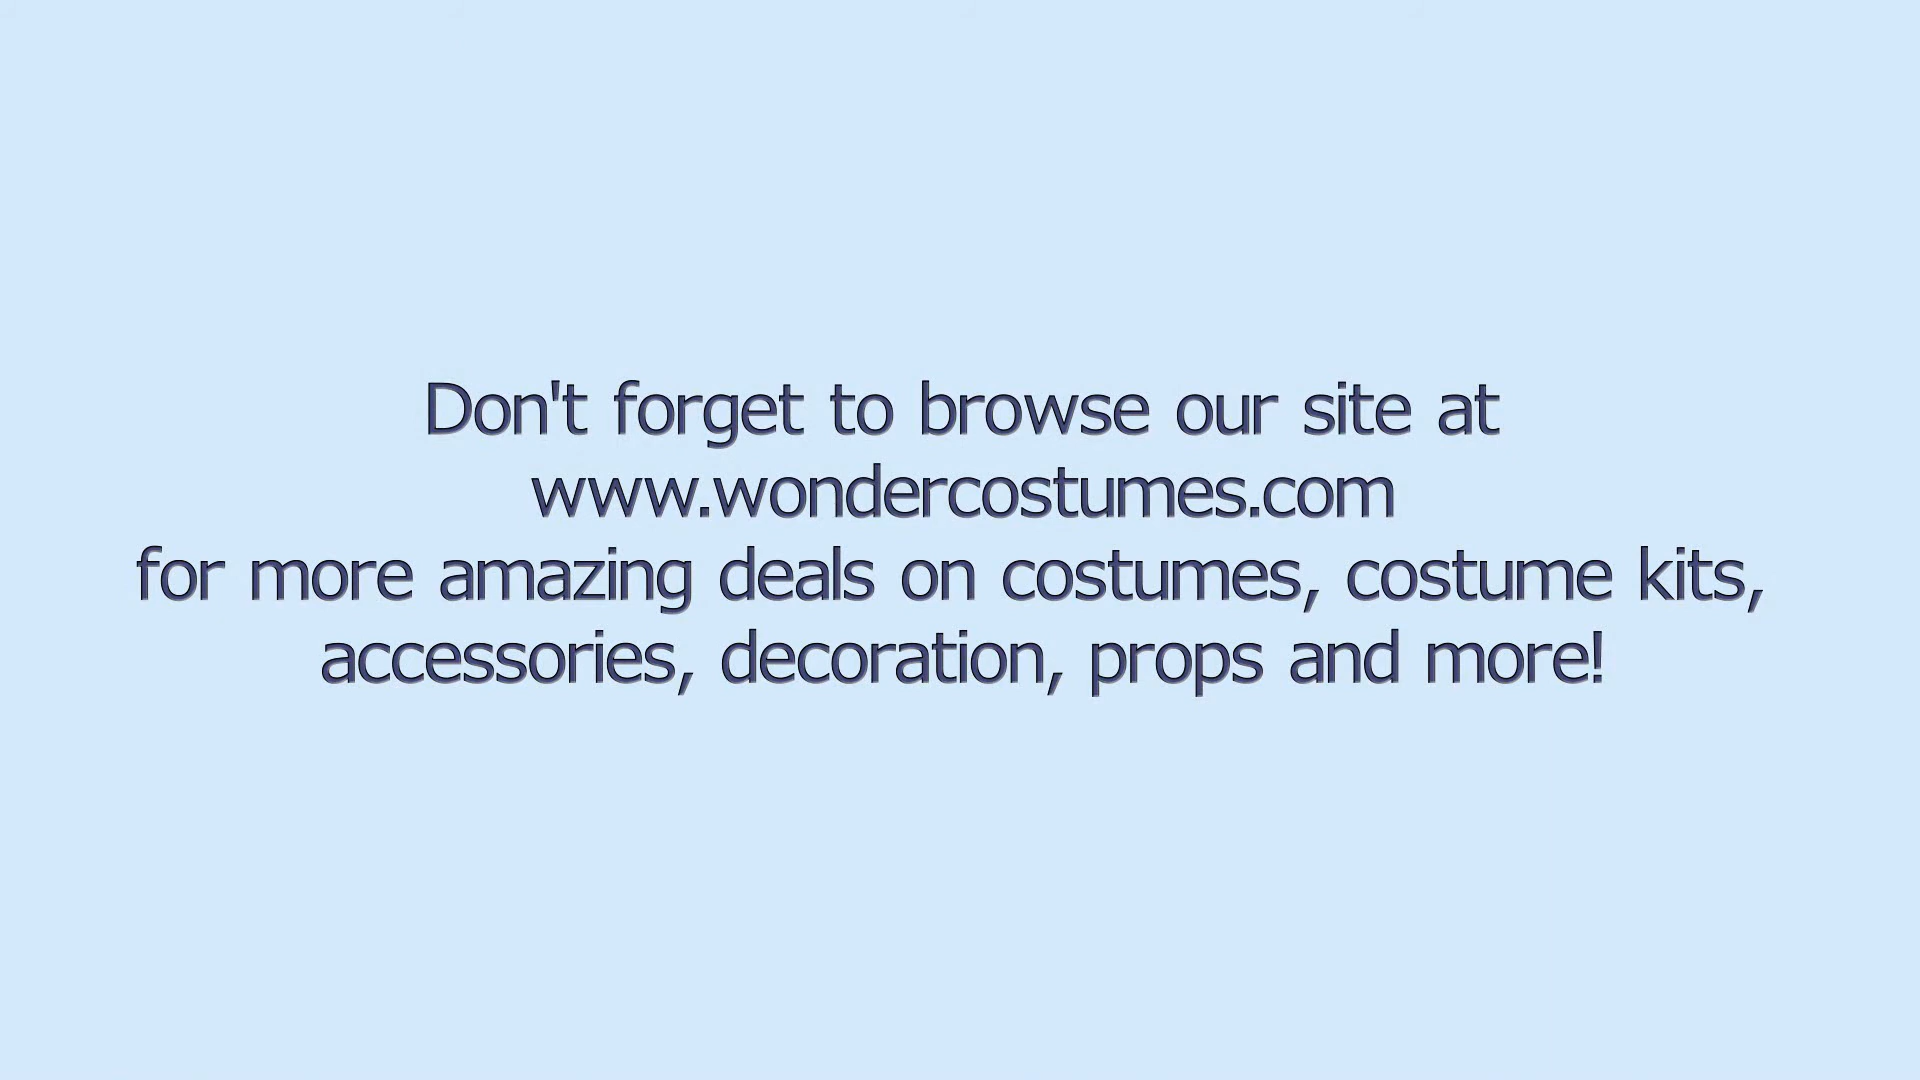 Don't forget to browse our site at
www.wondercostumes.com
for more amazing deals on costumes, costume kits,
accessories, decoration, props and more!